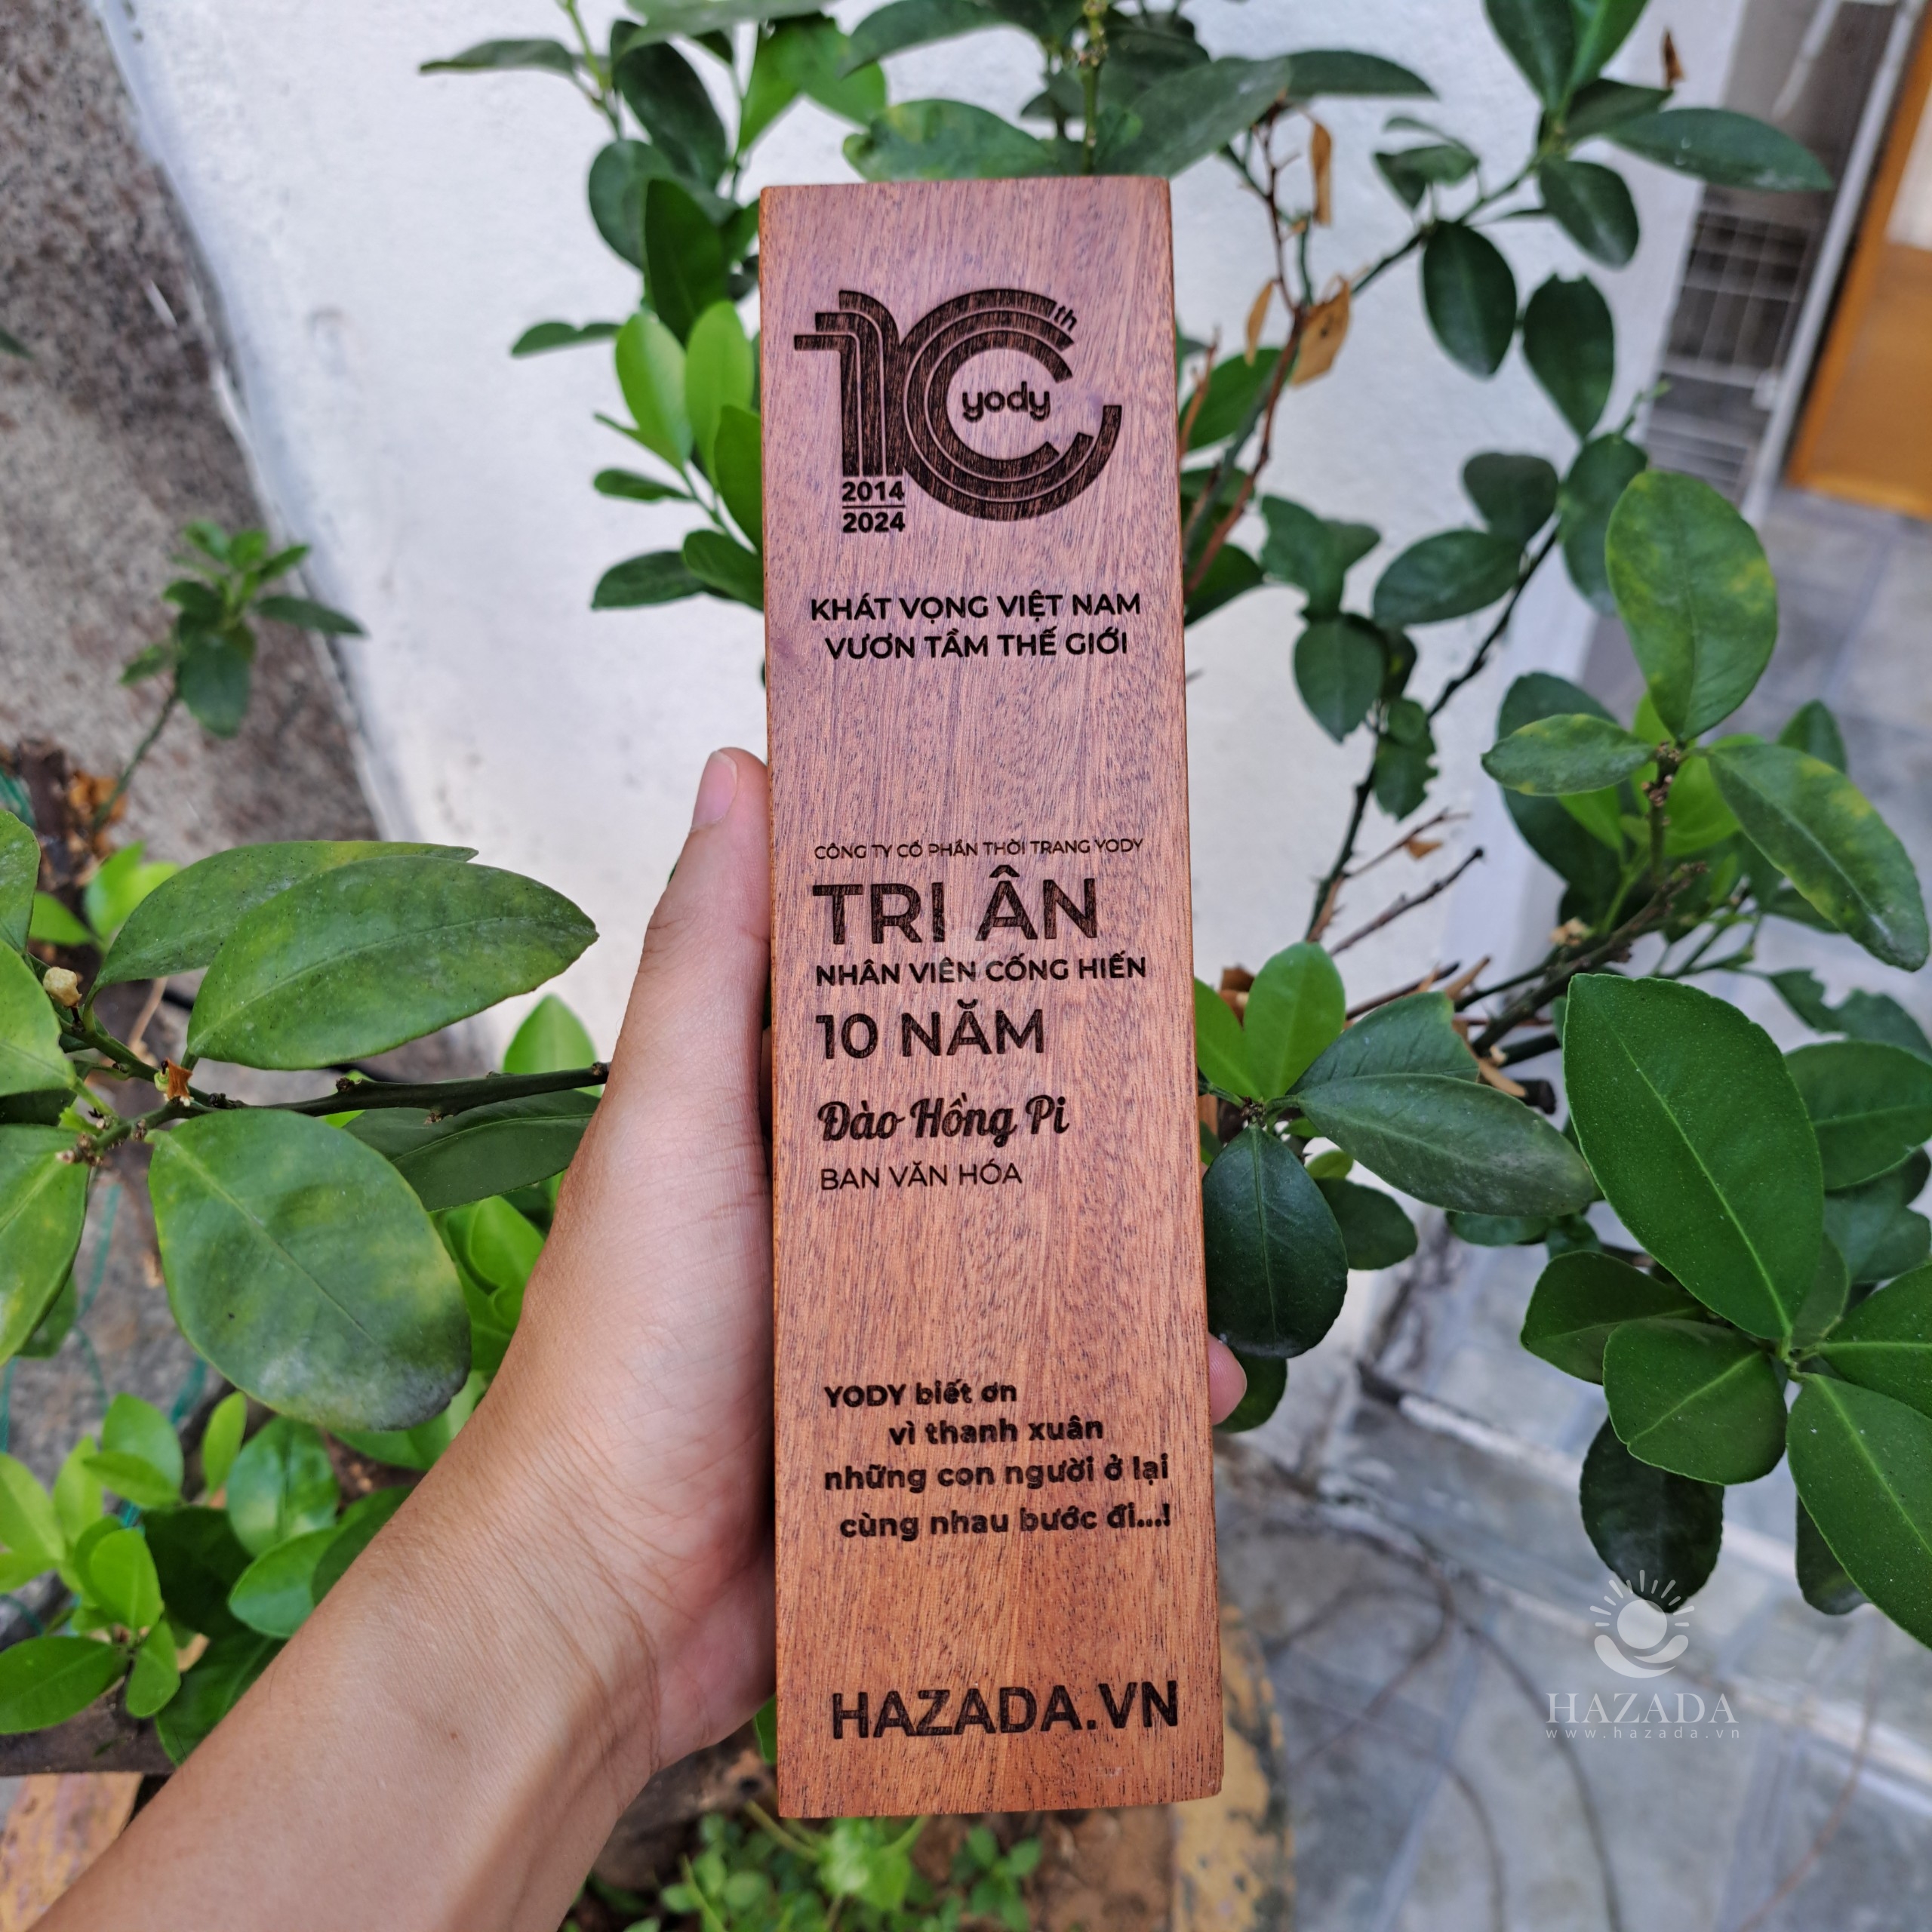 10th
yody
2014
2024
KHÁT VỌNG VIỆT NAM
VƯƠN TẦM THẾ GIỚI
CÔNG TY CỔ PHẦN THỜI TRANG YODY
TRI ÂN
NHÂN VIÊN CỐNG HIẾN
10 NĂM
Đào Hồng Pi
BAN VĂN HÓA
YODY biết ơn
vì thanh xuân
những con người ở lại
cùng nhau bước đi...!
HAZADA.VN
HAZADA
www.hazada.vn